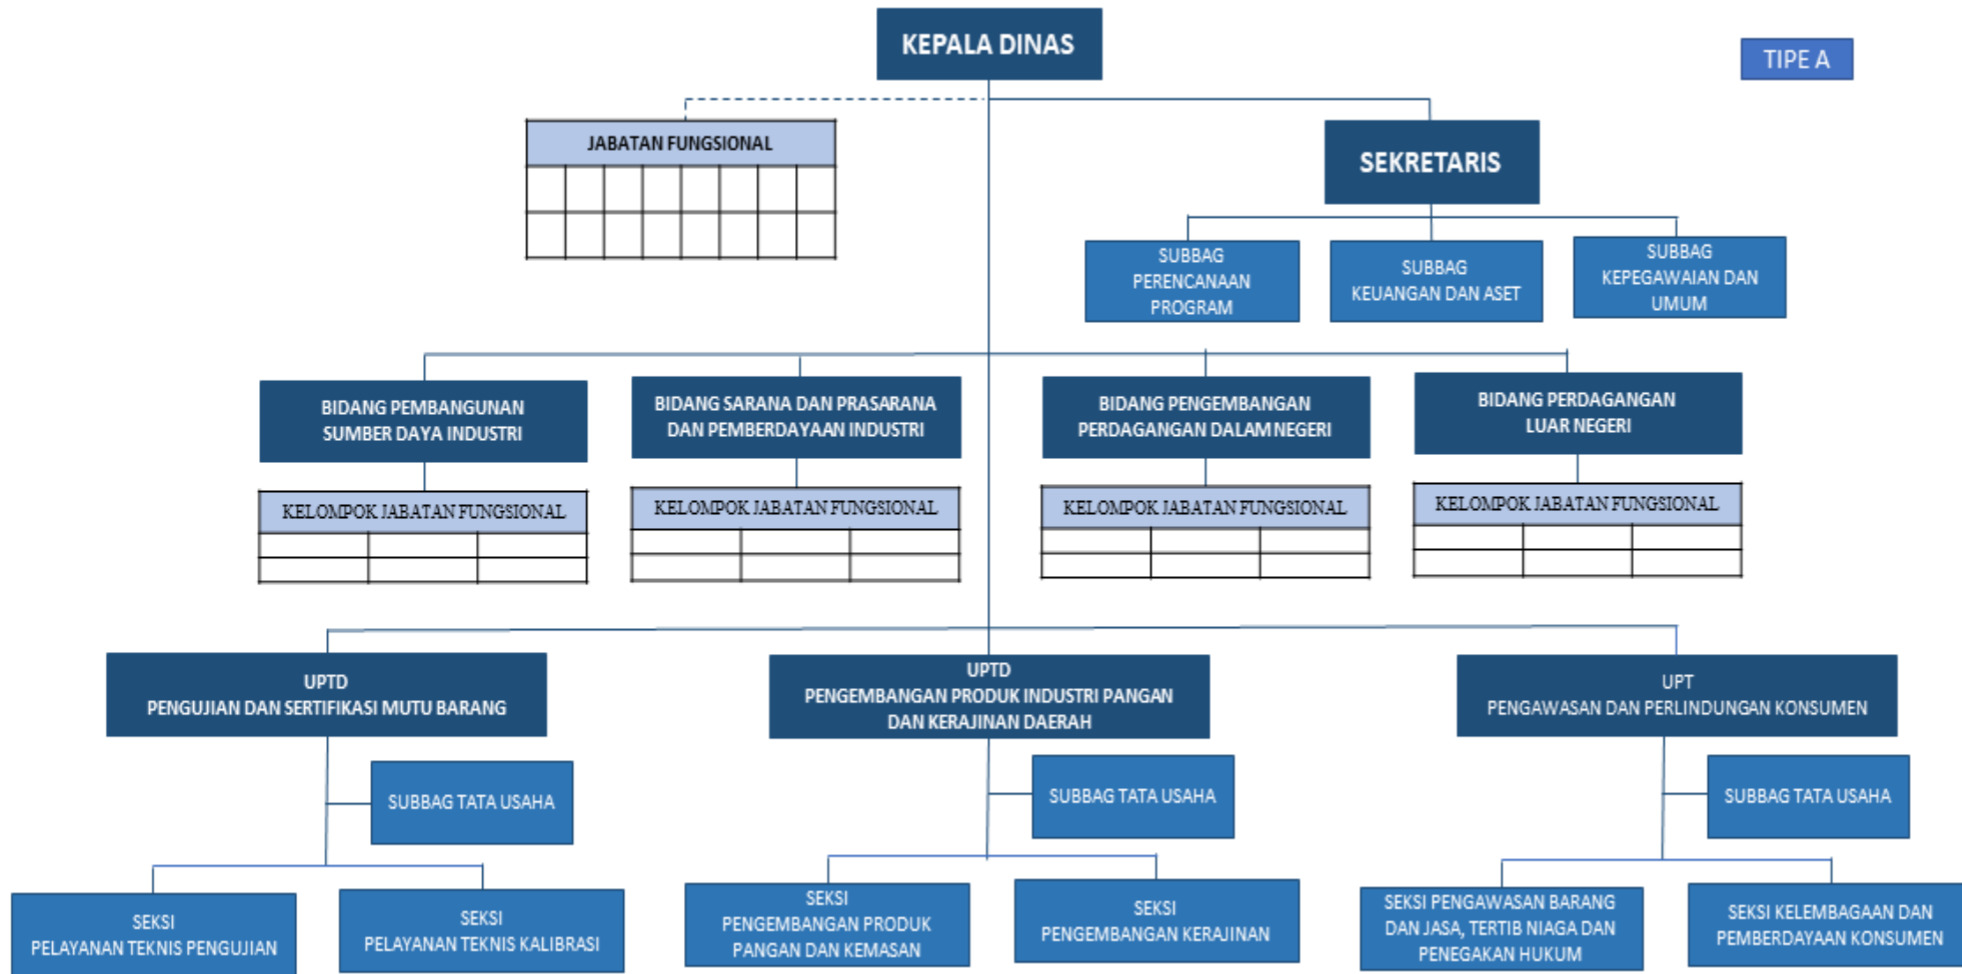 KEPALA DINAS
TIPE A
JABATAN FUNGSIONAL
SEKRETARIS
SUBBAG
PERENCANAAN
PROGRAM
SUBBAG
KEUANGAN DAN ASET
SUBBAG
KEPEGAWAIAN DAN
UMUM
BIDANG PEMBANGUNAN
SUMBER DAYA INDUSTRI
BIDANG SARANA DAN PRASARANA
DAN PEMBERDAYAAN INDUSTRI
BIDANG PENGEMBANGAN
PERDAGANGAN DALAM NEGERI
BIDANG PERDAGANGAN
LUAR NEGERI
KELOMPOK JABATAN FUNGSIONAL
KELOMPOK JABATAN FUNGSIONAL
KELOMPOK JABATAN FUNGSIONAL
KELOMPOK JABATAN FUNGSIONAL
UPTD
PENGUJIAN DAN SERTIFIKASI MUTU BARANG
UPTD
PENGEMBANGAN PRODUK INDUSTRI PANGAN
DAN KERAJINAN DAERAH
UPT
PENGAWASAN DAN PERLINDUNGAN KONSUMEN
SUBBAG TATA USAHA
SUBBAG TATA USAHA
SUBBAG TATA USAHA
SEKSI
PELAYANAN TEKNIS PENGUJIAN
SEKSI
PELAYANAN TEKNIS KALIBRASI
SEKSI
PENGEMBANGAN PRODUK
PANGAN DAN KEMASAN
SEKSI
PENGEMBANGAN KERAJINAN
SEKSI PENGAWASAN BARANG
DAN JASA, TERTIB NIAGA DAN
PENEGAKAN HUKUM
SEKSI KELEMBAGAAN DAN
PEMBERDAYAAN KONSUMEN